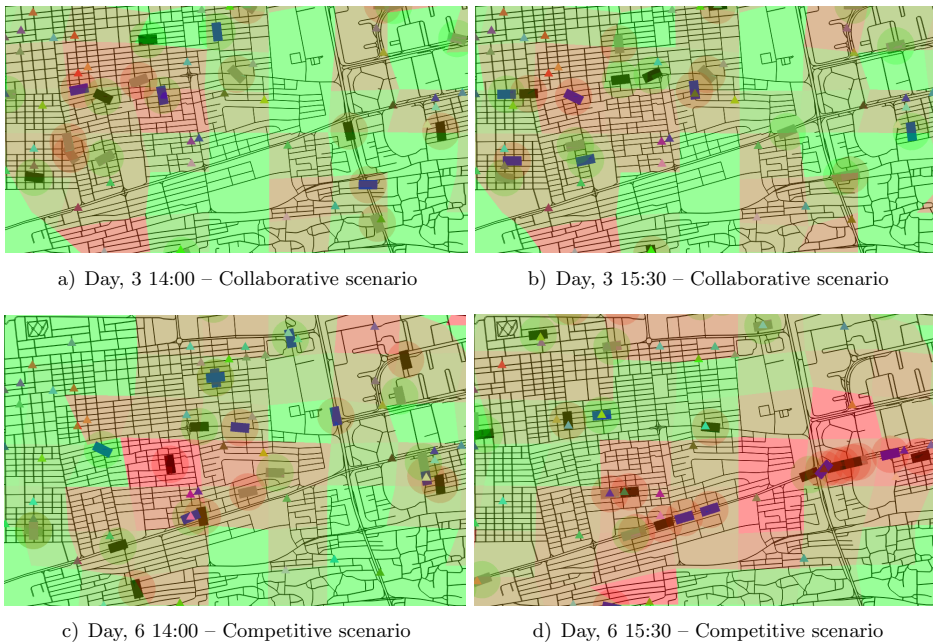 a) Day, 3 14:00 – Collaborative scenario
b) Day, 3 15:30 – Collaborative scenario
c) Day, 6 14:00 – Competitive scenario
d) Day, 6 15:30 – Competitive scenario